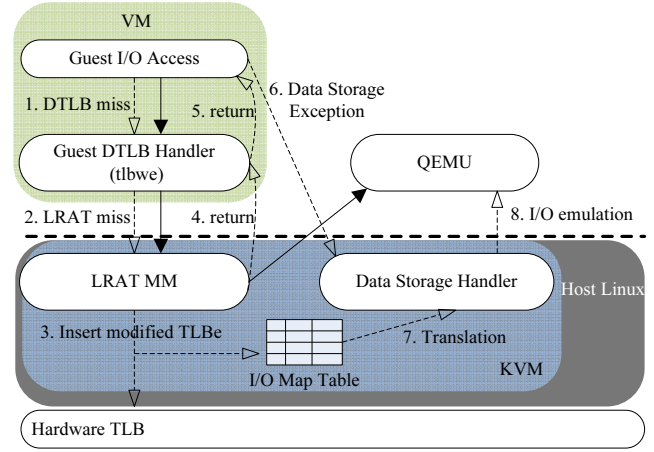 VM
Guest I/O Access
1. DTLB miss
5. return
6. Data Storage
Exception
Guest DTLB Handler
(tlbwe)
QEMU
2. LRAT miss
4. return
8. I/O emulation
LRAT MM
Data Storage Handler
Host Linux
3. Insert modified TLBe
7. Translation
I/O Map Table
KVM
Hardware TLB